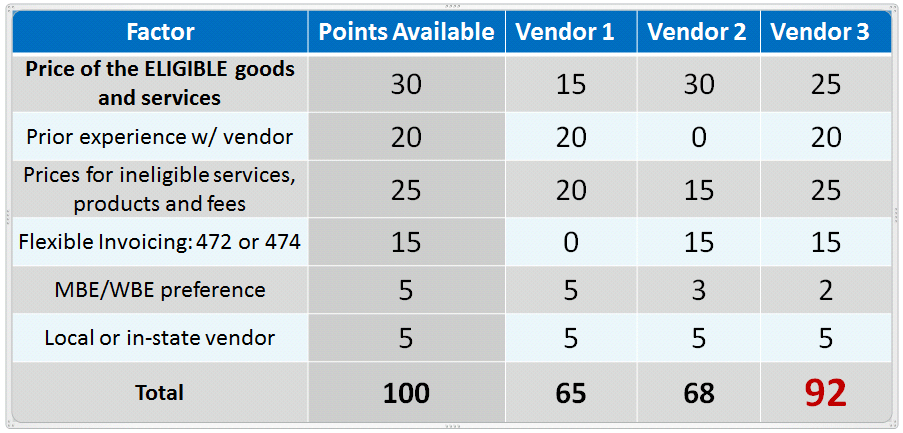 Factor Points Available Vendor 1 Vendor 2 Vendor 3
Price of the ELIGIBLE goods
and services 30 15 30 25
Prior experience w/ vendor 20 20 0 20
Prices for ineligible services,
products and fees 25 20 15 25
Flexible Invoicing: 472 or 474 15 0 15 15
MBE/WBE preference 5 5 3 2
Local or in-state vendor 5 5 5 5
Total 100 65 68 92